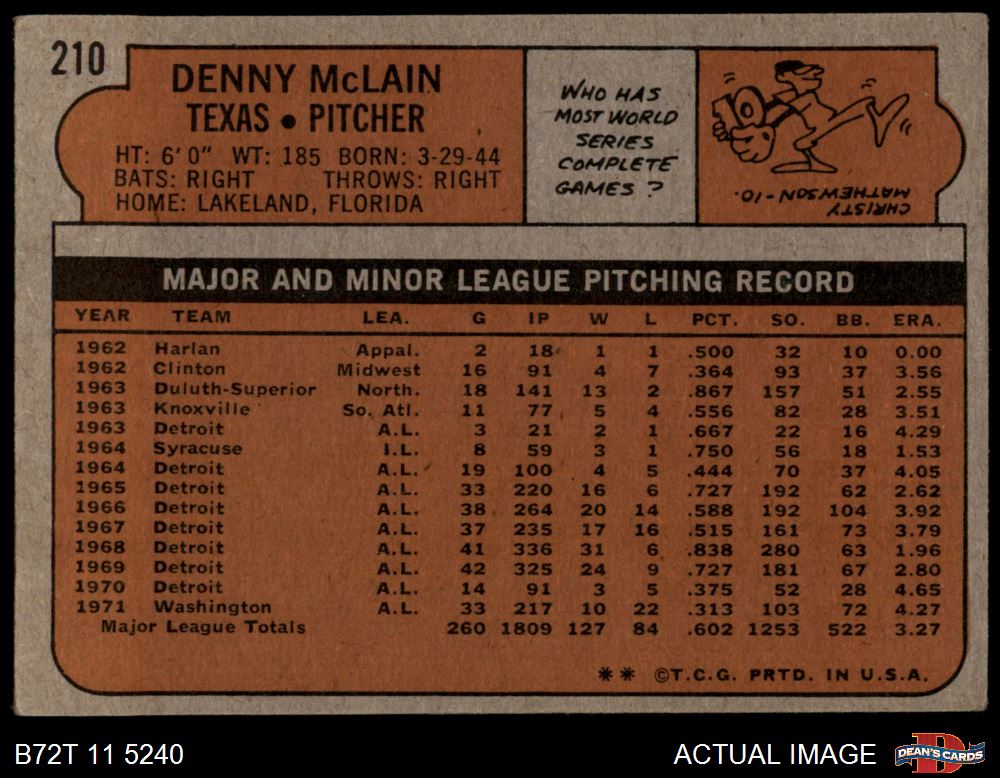 210
DENNY McLAIN
TEXAS • PITCHER
HT: 6'0" WT: 185 BORN: 3-29-44
BATS: RIGHT THROWS: RIGHT
HOME: LAKELAND, FLORIDA
WHO HAS
MOST WORLD
SERIES
COMPLETE
GAMES?
10
CHRISTY
MATHEWSON-10.
MAJOR AND MINOR LEAGUE PITCHING RECORD
YEAR TEAM LEA. G IP W L PCT. SO. BB. ERA.
1962 Harlan Appal. 2 18 1 1 .500 32 10 0.00
1962 Clinton Midwest 16 91 4 7 .364 93 37 3.56
1963 Duluth-Superior North. 18 141 13 2 .867 157 51 2.55
1963 Knoxville So. Atl. 11 77 5 4 .556 82 28 3.51
1963 Detroit A.L. 3 21 2 1 .667 22 16 4.29
1964 Syracuse I.L. 8 59 3 1 .750 56 18 1.53
1964 Detroit A.L. 19 100 4 5 .444 70 37 4.05
1965 Detroit A.L. 33 220 16 6 .727 192 62 2.62
1966 Detroit A.L. 38 264 20 14 .588 192 104 3.92
1967 Detroit A.L. 37 235 17 16 .515 161 73 3.79
1968 Detroit A.L. 41 336 31 6 .838 280 63 1.96
1969 Detroit A.L. 42 325 24 9 .727 181 67 2.80
1970 Detroit A.L. 14 91 3 5 .375 52 28 4.65
1971 Washington A.L. 33 217 10 22 .313 103 72 4.27
Major League Totals 260 1809 127 84 .602 1253 522 3.27
** ©T.C.G. PRTD. IN U.S.A.
B72T 11 5240
ACTUAL IMAGE
DEAN'S CARDS